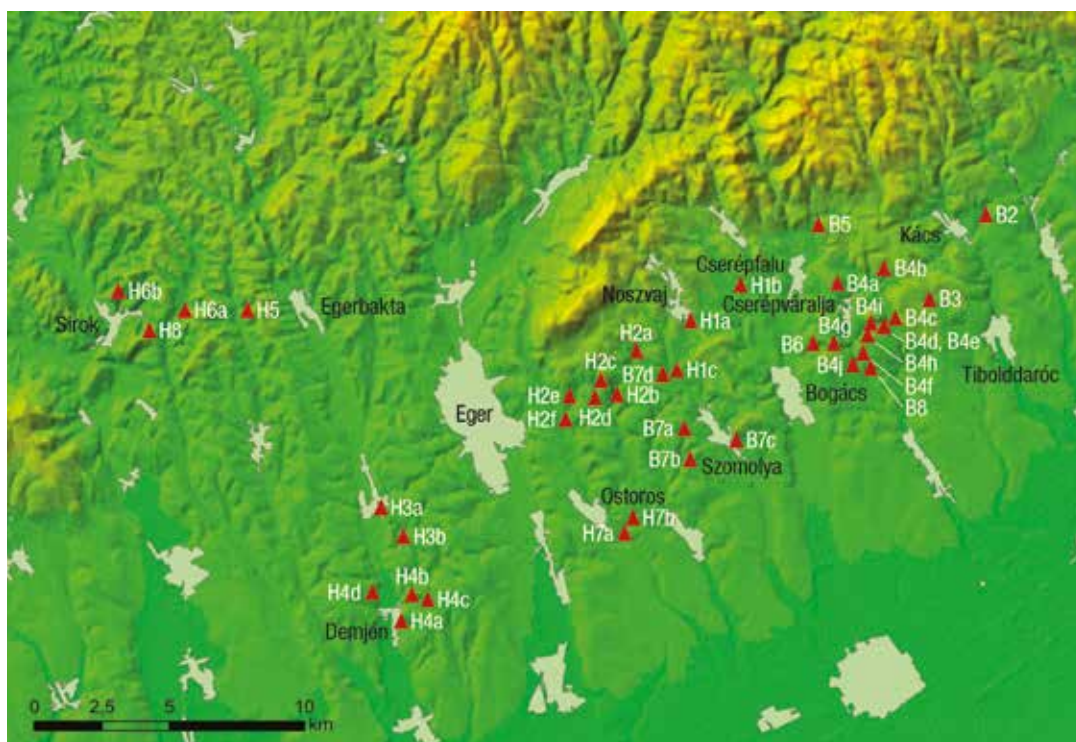 B2
B5
Kács
Cserépfalu
B4b
H1b
B4a
H6b
Noszvaj
Cserépváralja
B3
H6a
H5
Egerbakta
B4i
B4c
Sirok
H8
H1a
B4g
B4d, B4e
H2a
B6
B4h
Tibolddaróc
H2c
B7d
H1c
B4j
B4f
H2e
H2b
Bogács
B8
Eger
H2f
H2d
B7a
B7c
B7b
Szomolya
Ostoros
H3a
H7b
H3b
H7a
H4b
H4d
H4c
Demjén
H4a
0 2,5 5 10
km